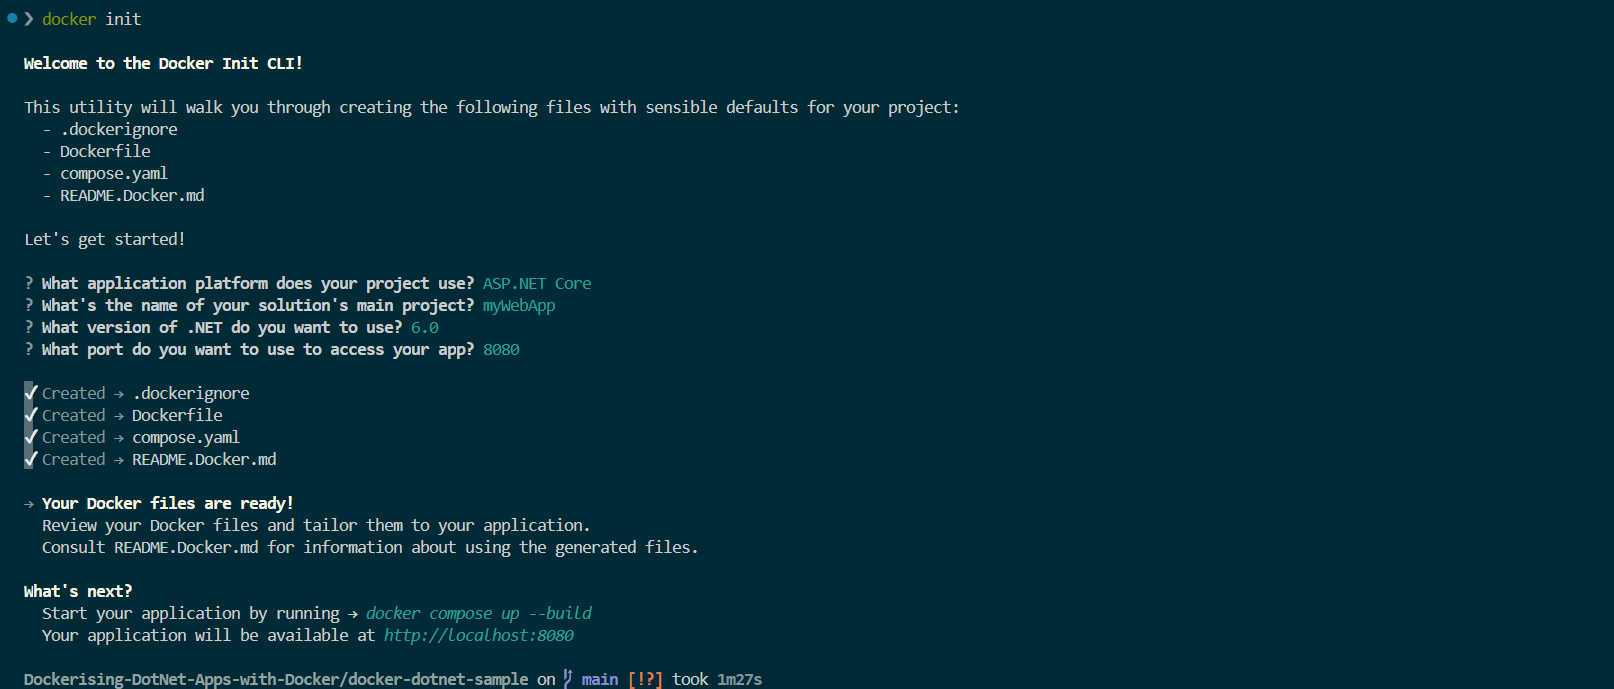 ❯ docker init
Welcome to the Docker Init CLI!
This utility will walk you through creating the following files with sensible defaults for your project:
- .dockerignore
- Dockerfile
- compose.yaml
- README.Docker.md
Let's get started!
? What application platform does your project use? ASP.NET Core
? What's the name of your solution's main project? myWebApp
? What version of .NET do you want to use? 6.0
? What port do you want to use to access your app? 8080
✓ Created → .dockerignore
✓ Created → Dockerfile
✓ Created → compose.yaml
✓ Created → README.Docker.md
→ Your Docker files are ready!
Review your Docker files and tailor them to your application.
Consult README.Docker.md for information about using the generated files.
What's next?
Start your application by running → docker compose up --build
Your application will be available at http://localhost:8080
Dockerising-DotNet-Apps-with-Docker/docker-dotnet-sample on main [!?] took 1m27s